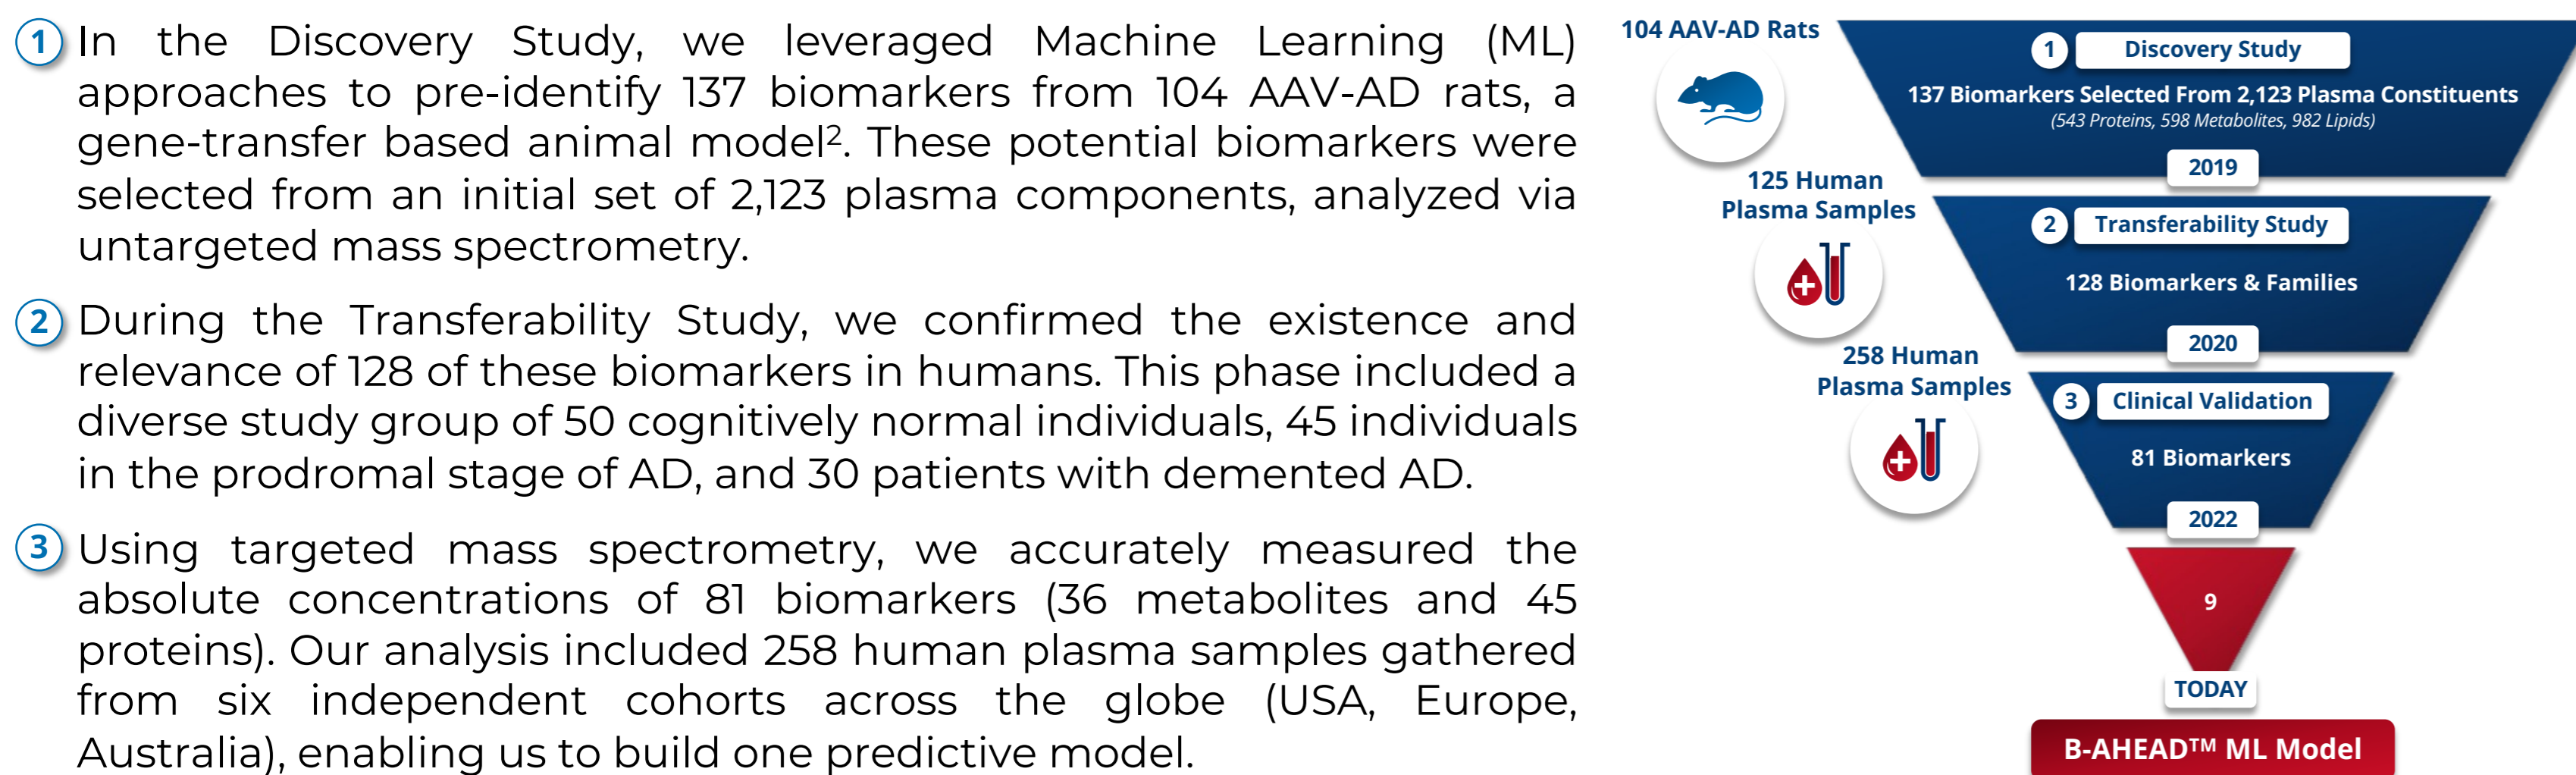 1 In the Discovery Study, we leveraged Machine Learning (ML)
approaches to pre-identify 137 biomarkers from 104 AAV-AD rats, a
gene-transfer based animal model². These potential biomarkers were
selected from an initial set of 2,123 plasma components, analyzed via
untargeted mass spectrometry.
2 During the Transferability Study, we confirmed the existence and
relevance of 128 of these biomarkers in humans. This phase included a
diverse study group of 50 cognitively normal individuals, 45 individuals
in the prodromal stage of AD, and 30 patients with demented AD.
3 Using targeted mass spectrometry, we accurately measured the
absolute concentrations of 81 biomarkers (36 metabolites and 45
proteins). Our analysis included 258 human plasma samples gathered
from six independent cohorts across the globe (USA, Europe,
Australia), enabling us to build one predictive model.
104 AAV-AD Rats
1 Discovery Study
137 Biomarkers Selected From 2,123 Plasma Constituents
(543 Proteins, 598 Metabolites, 982 Lipids)
2019
125 Human
Plasma Samples
2 Transferability Study
128 Biomarkers & Families
2020
258 Human
Plasma Samples
3 Clinical Validation
81 Biomarkers
2022
9
TODAY
B-AHEAD™ ML Model